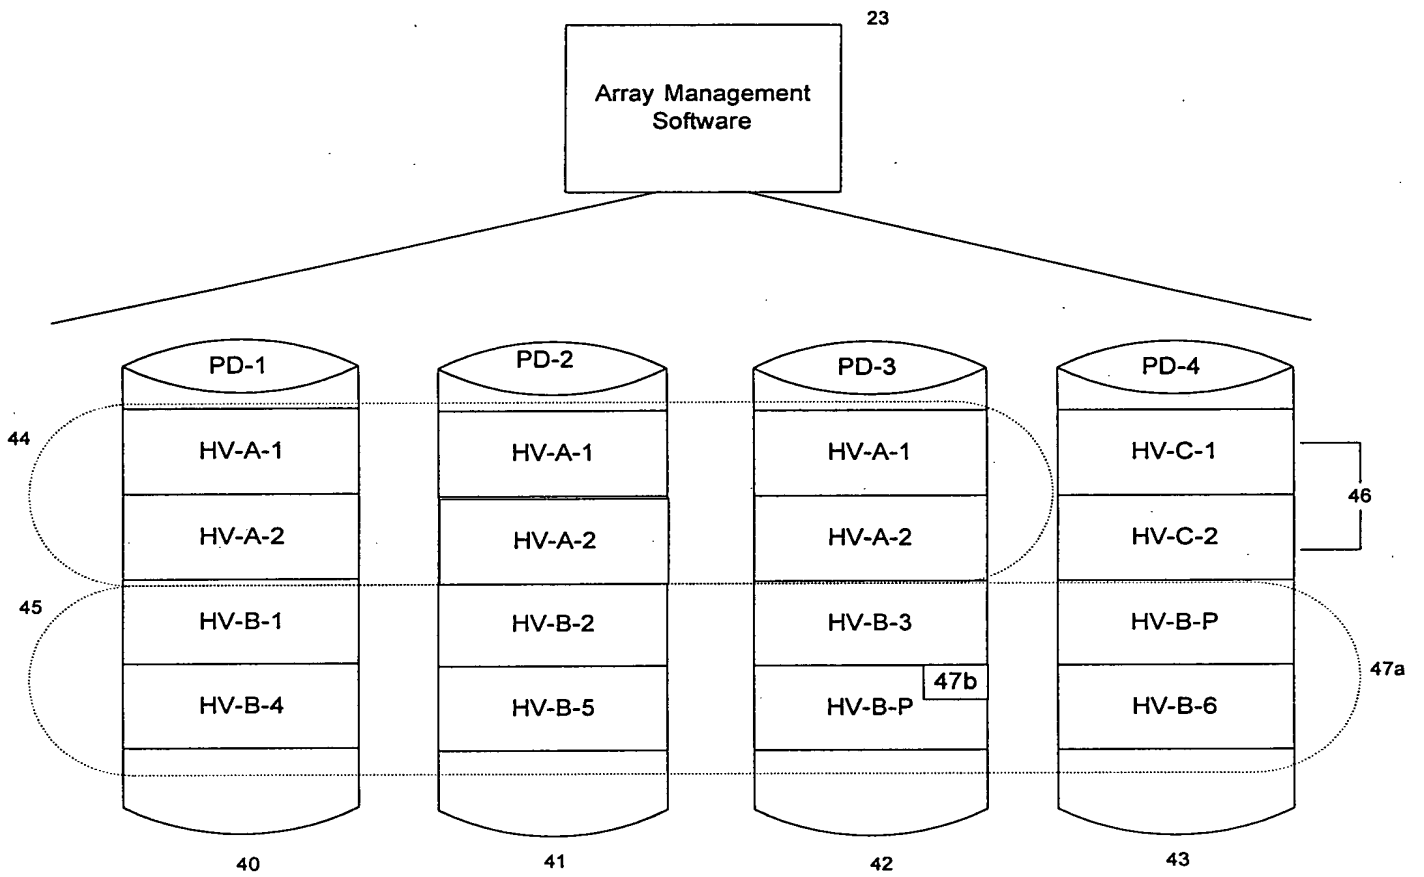 23
Array Management
Software
PD-1
PD-2
PD-3
PD-4
44
HV-A-1
HV-A-1
HV-A-1
HV-C-1
46
HV-A-2
HV-A-2
HV-A-2
HV-C-2
45
HV-B-1
HV-B-2
HV-B-3
HV-B-P
47a
47b
HV-B-4
HV-B-5
HV-B-P
HV-B-6
40
41
42
43